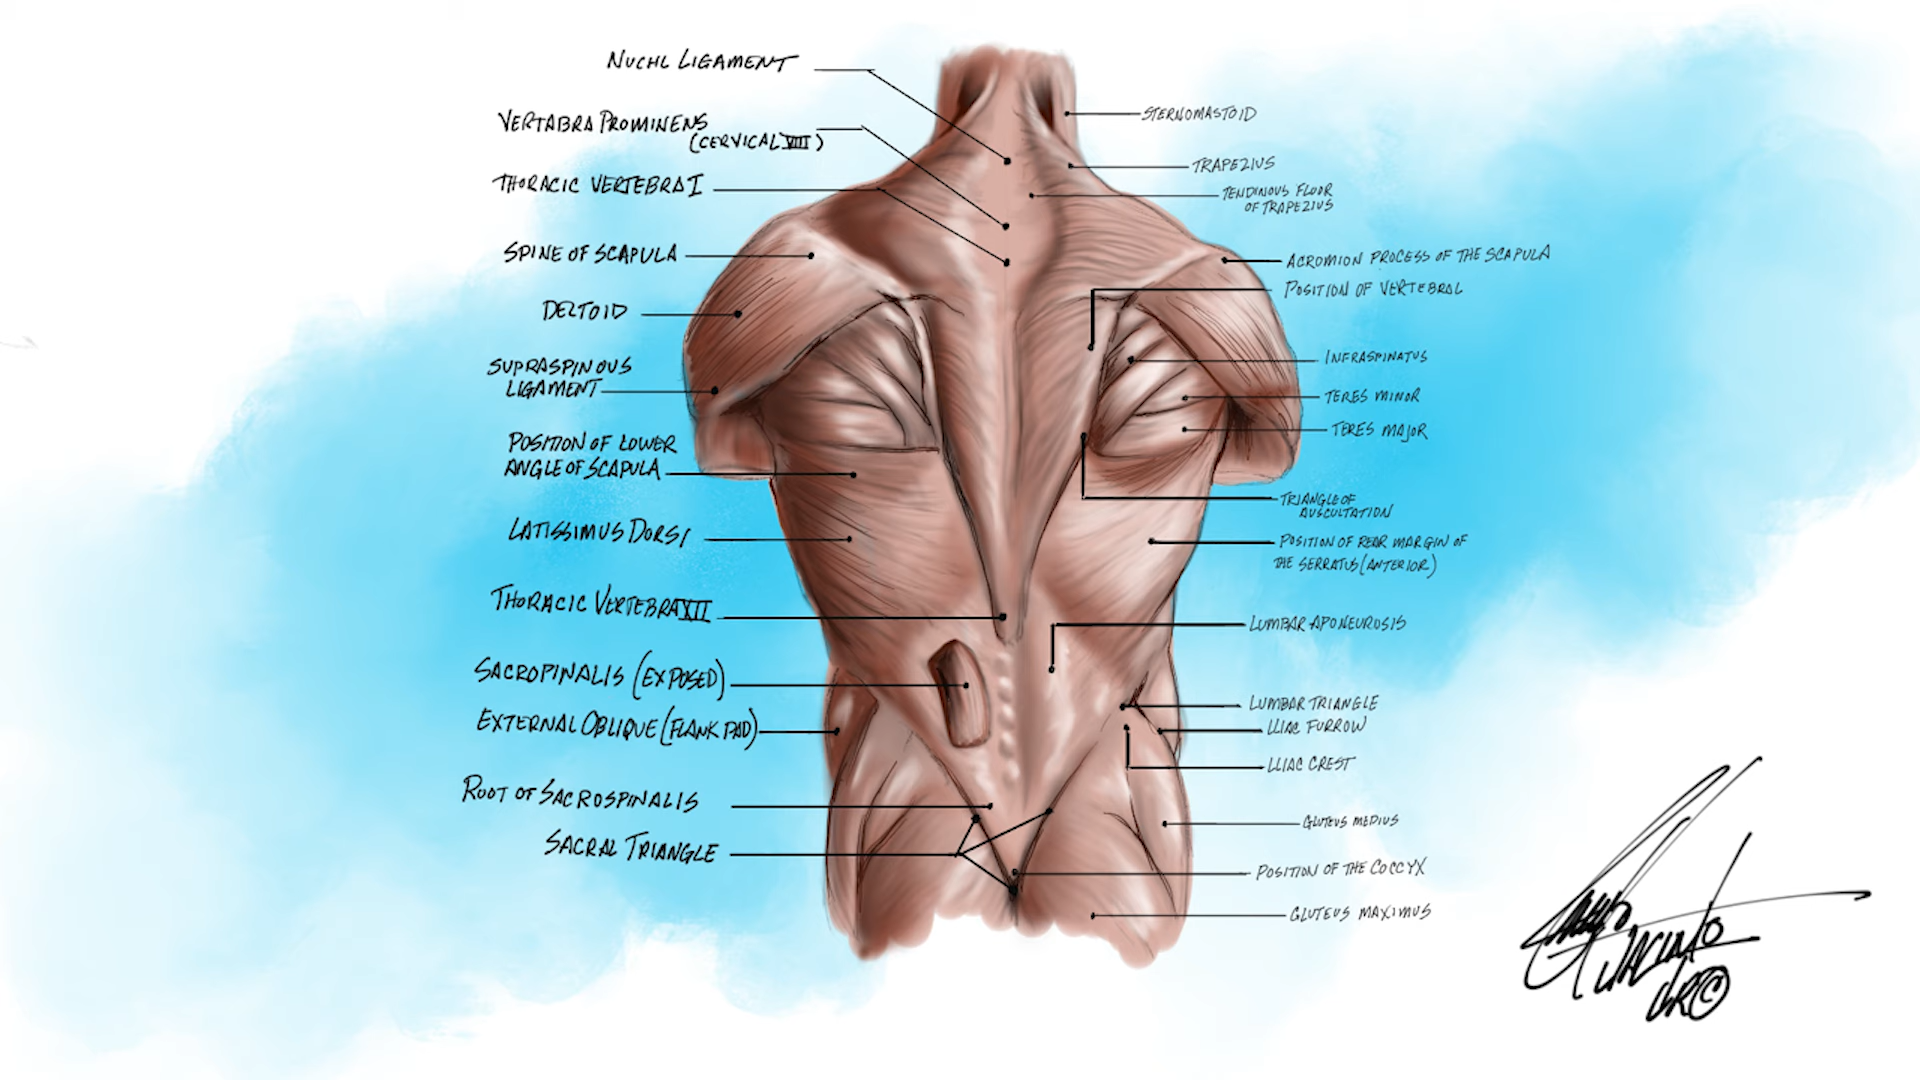 NUCHL LIGAMENT
VERTABRA PROMINENS
(CERVICAL VIII)
THORACIC VERTEBRA I
SPINE OF SCAPULA
DELTOID
SUPRASPINOUS
LIGAMENT
POSITION OF LOWER
ANGLE OF SCAPULA
LATISSIMUS DORSI
THORACIC VERTEBRA XII
SACROPINALIS (EXPOSED)
EXTERNAL OBLIQUE (FLANK PAD)
ROOT OF SACROSPINALIS
SACRAL TRIANGLE
STERNOMASTOID
TRAPEZIUS
TENDINOUS FLOOR
OF TRAPEZIUS
ACROMION PROCESS OF THE SCAPULA
POSITION OF VERTEBRAL
INFRASPINATUS
TERES MINOR
TERES MAJOR
TRIANGLE OF
AUSCULTATION
POSITION OF REAR MARGIN OF
THE SERRATUS (ANTERIOR)
LUMBAR APONEUROSIS
LUMBAR TRIANGLE
LLIAC FURROW
LLIAC CREST
GLUTEUS MEDIUS
POSITION OF THE COCCYX
GLUTEUS MAXIMUS
JACINTO
JR©